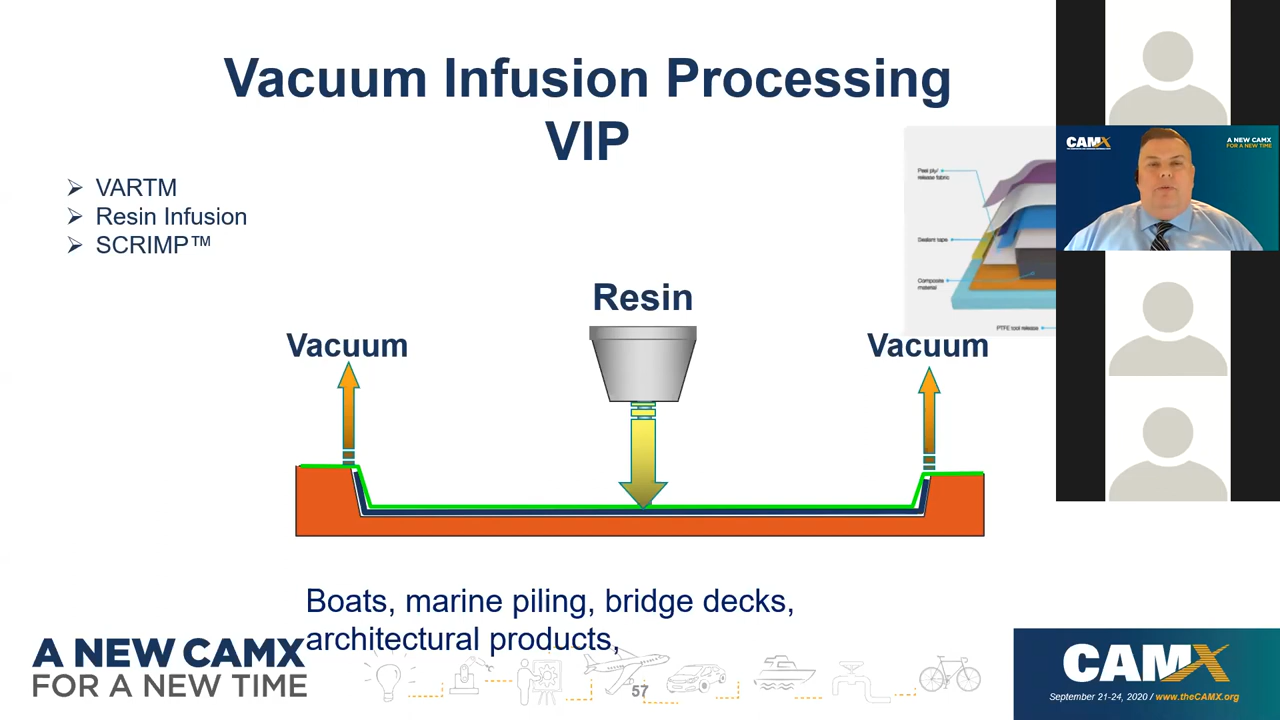 Vacuum Infusion Processing
VIP
VARTM
Resin Infusion
SCRIMP™
Peel ply/
release fabric
Sealant tape
Composite
material
PTFE tool release
CAMX
A NEW CAMX
FOR A NEW TIME
Resin
Vacuum
Vacuum
Boats, marine piling, bridge decks,
architectural products,
A NEW CAMX
FOR A NEW TIME
57
CAMX
September 21-24, 2020 / www.theCAMX.org